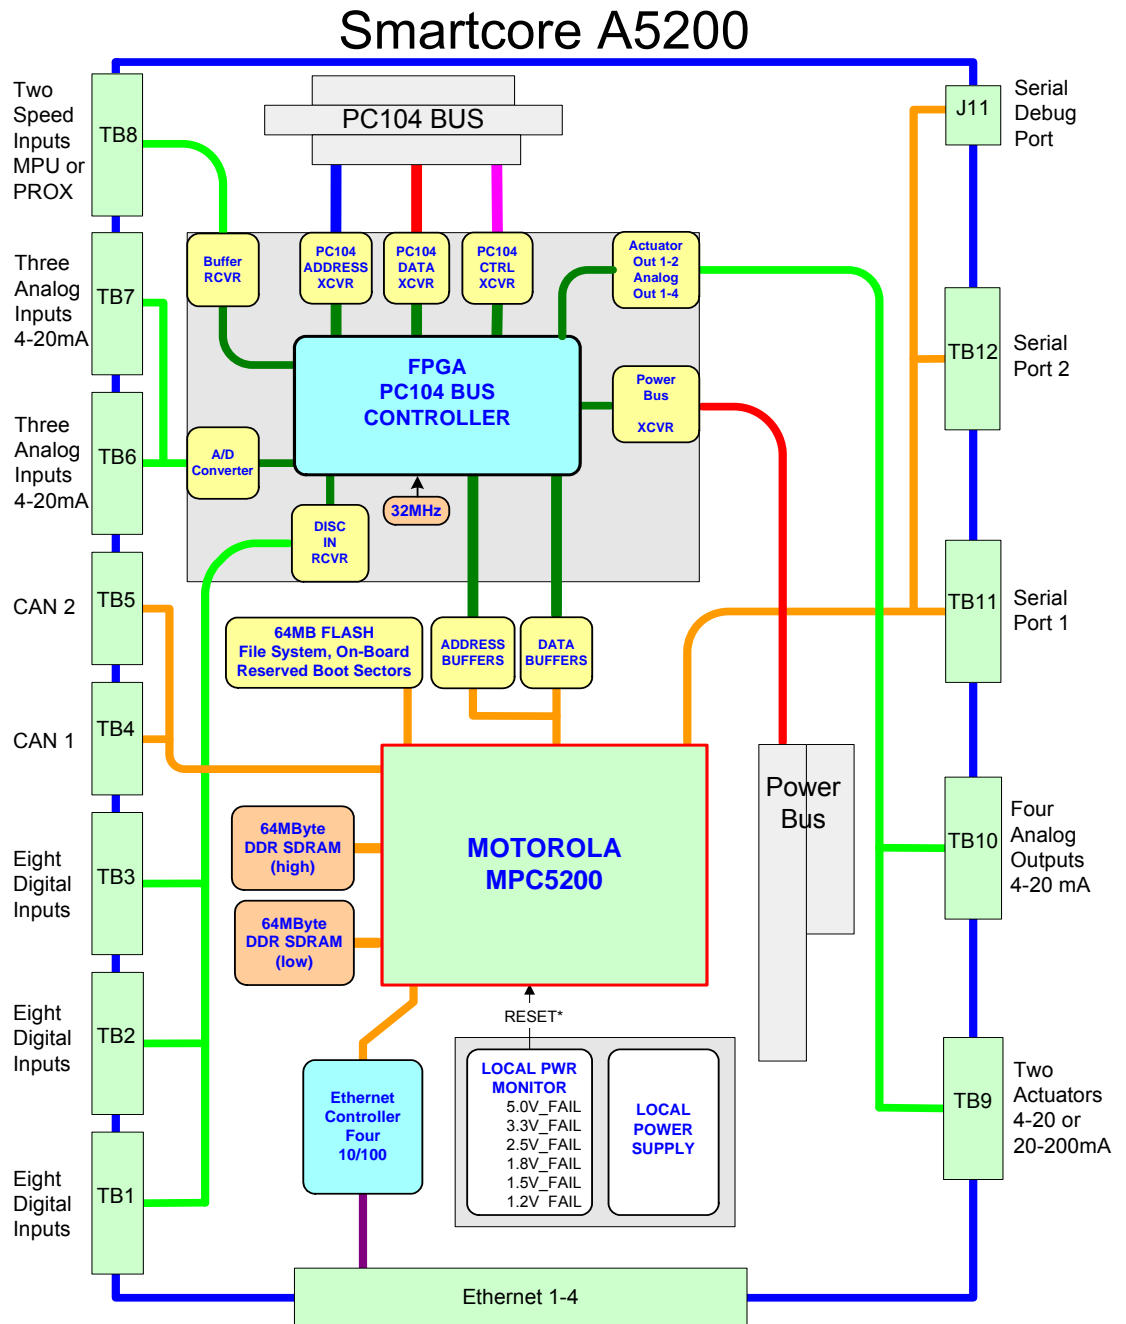 Smartcore A5200
Two
Speed
Inputs
MPU or
PROX
TB8
PC104 BUS
J11
Serial
Debug
Port
Three
Analog
Inputs
4-20mA
TB7
Buffer
RCVR
PC104
ADDRESS
XCVR
PC104
DATA
XCVR
PC104
CTRL
XCVR
Actuator
Out 1-2
Analog
Out 1-4
FPGA
PC104 BUS
CONTROLLER
Power
Bus
XCVR
TB12
Serial
Port 2
Three
Analog
Inputs
4-20mA
TB6
A/D
Converter
32MHz
DISC
IN
RCVR
CAN 2
TB5
64MB FLASH
File System, On-Board
Reserved Boot Sectors
ADDRESS
BUFFERS
DATA
BUFFERS
TB11
Serial
Port 1
CAN 1
TB4
Power
Bus
64MByte
DDR SDRAM
(high)
MOTOROLA
MPC5200
TB10
Four
Analog
Outputs
4-20 mA
Eight
Digital
Inputs
TB3
64MByte
DDR SDRAM
(low)
RESET*
Eight
Digital
Inputs
TB2
Ethernet
Controller
Four
10/100
LOCAL PWR
MONITOR
5.0V_FAIL
3.3V_FAIL
2.5V_FAIL
1.8V_FAIL
1.5V_FAIL
1.2V_FAIL
LOCAL
POWER
SUPPLY
TB9
Two
Actuators
4-20 or
20-200mA
Eight
Digital
Inputs
TB1
Ethernet 1-4